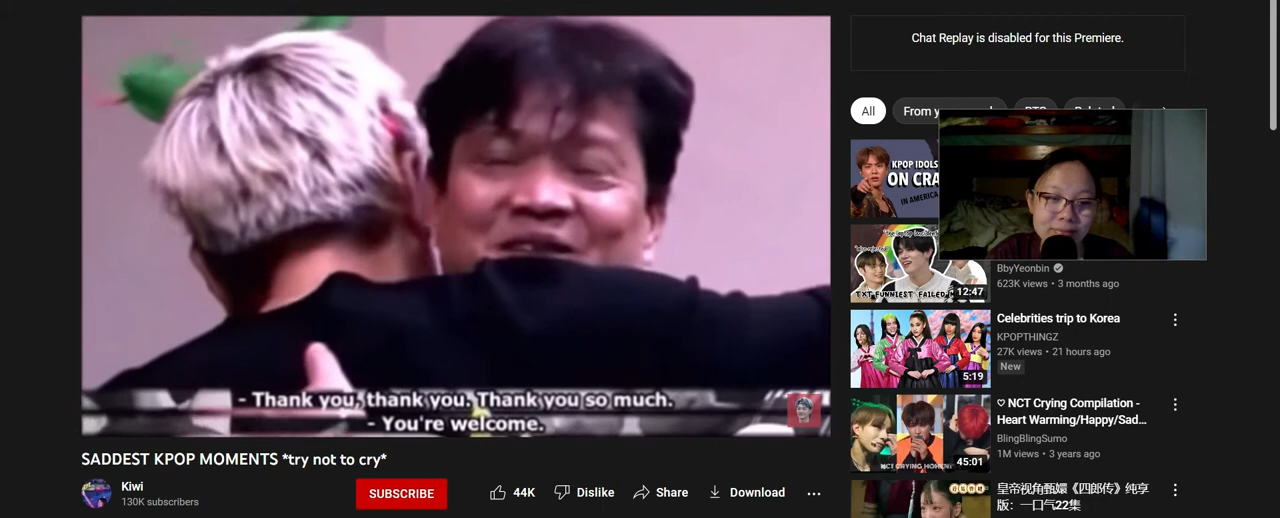 - Thank you, thank you. Thank you so much.
- You're welcome.
SADDEST KPOP MOMENTS *try not to cry*
Kiwi
130K subscribers
SUBSCRIBE
44K
Dislike
Share
Download
Chat Replay is disabled for this Premiere.
All
From
KPOP IDOLS
ON CRA
IN AMERICA
TXT FUNNIEST FAILED
12:47
BbyYeonbin
623K views • 3 months ago
5:19
Celebrities trip to Korea
KPOPTHINGZ
27K views • 21 hours ago
New
NCT CRYING MOMENT
45:01
♡ NCT Crying Compilation -
Heart Warming/Happy/Sad...
BlingBlingSumo
1M views • 3 years ago
皇帝视角甄嬛《四郎传》纯享
版：一口气22集